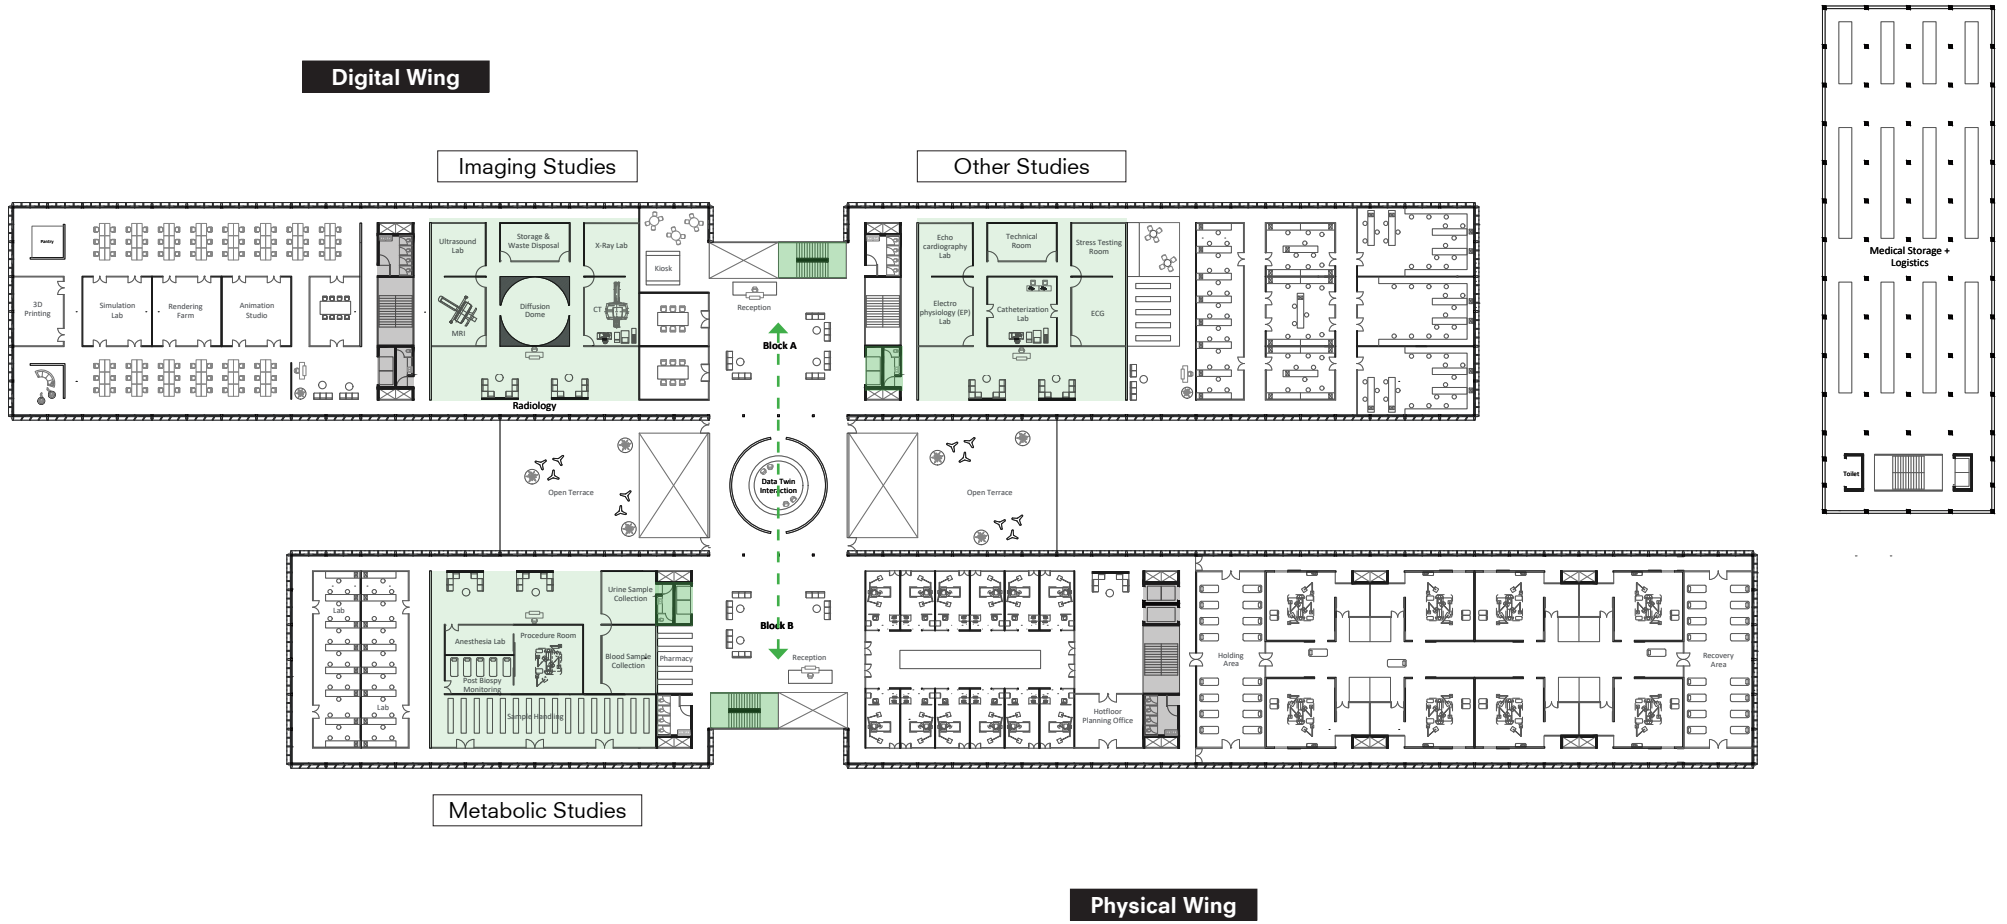 Digital Wing
Imaging Studies
Other Studies
Pantry
Ultrasound
Lab
Storage &
Waste Disposal
X-Ray Lab
Kiosk
Echo
cardiography
Lab
Technical
Room
Stress Testing
Room
Medical Storage +
Logistics
3D
Printing
Simulation
Lab
Rendering
Farm
Animation
Studio
MRI
Diffusion
Dome
CT
Reception
Block A
Electro
physiology (EP)
Lab
Catheterization
Lab
ECG
Radiology
Open Terrace
Data Twin
Interaction
Open Terrace
Toilet
Lab
Lab
Urine Sample
Collection
Anesthesia Lab
Procedure Room
Blood Sample
Collection
Pharmacy
Post Biospy
Monitoring
Sample Handling
Block B
Reception
Hotfloor
Planning Office
Holding
Area
Recovery
Area
Metabolic Studies
Physical Wing